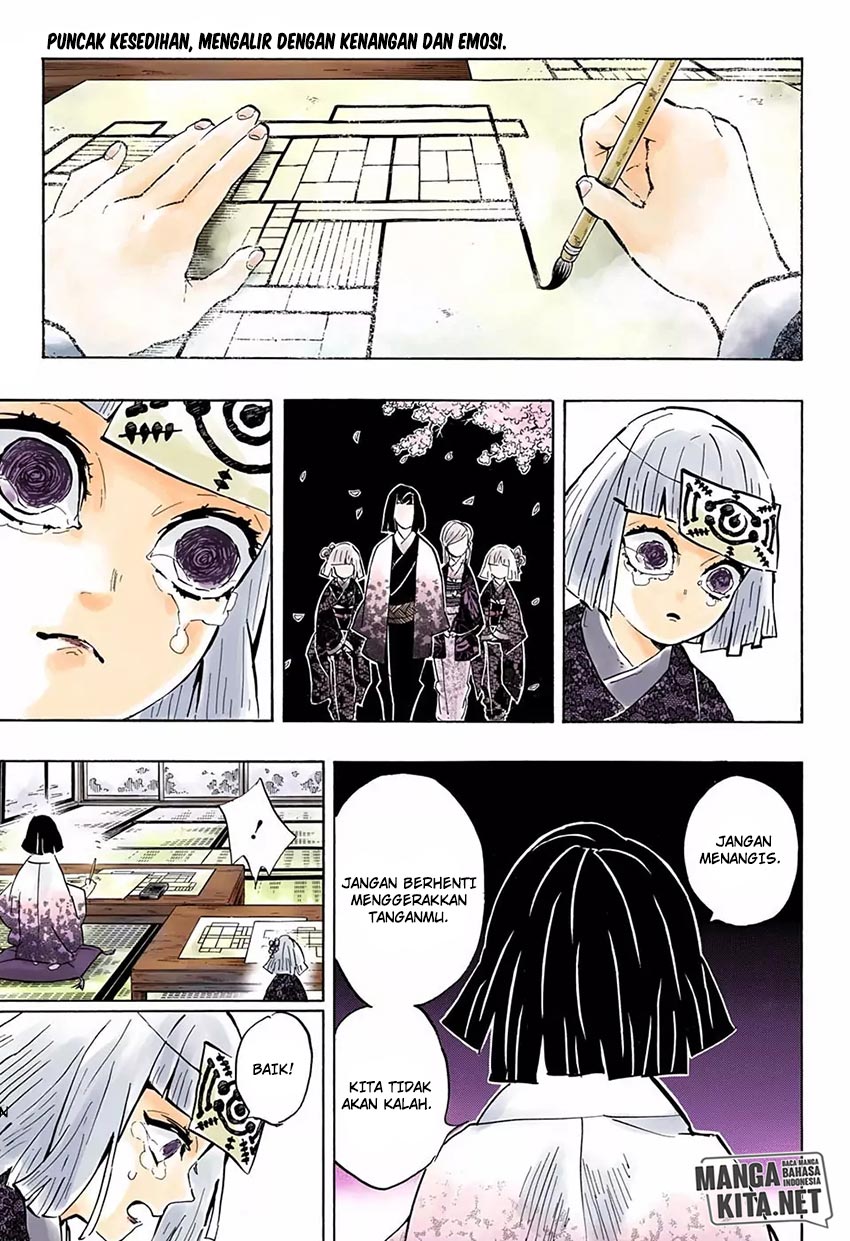 PUNCAK KESEDIHAN, MENGALIR DENGAN KENANGAN DAN EMOSI.
JANGAN
MENANGIS.
JANGAN BERHENTI
MENGGERAKKAN
TANGANMU.
KITA TIDAK
AKAN KALAH.
!
BAIK!
MANGA
KITA.NET
BACA MANGA
BAHASA
INDONESIA